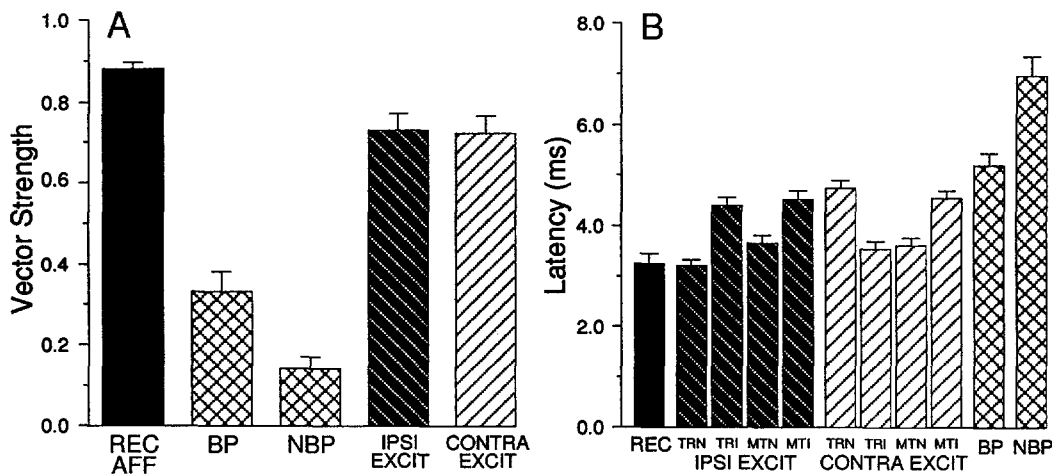 A
1.0
0.8
0.6
0.4
0.2
0.0
Vector Strength
REC AFF
BP
NBP
IPSI EXCIT
CONTRA EXCIT
B
8.0
6.0
4.0
2.0
0.0
Latency (ms)
REC
TRN TRI MTN MTI
IPSI EXCIT
TRN TRI MTN MTI
CONTRA EXCIT
BP
NBP